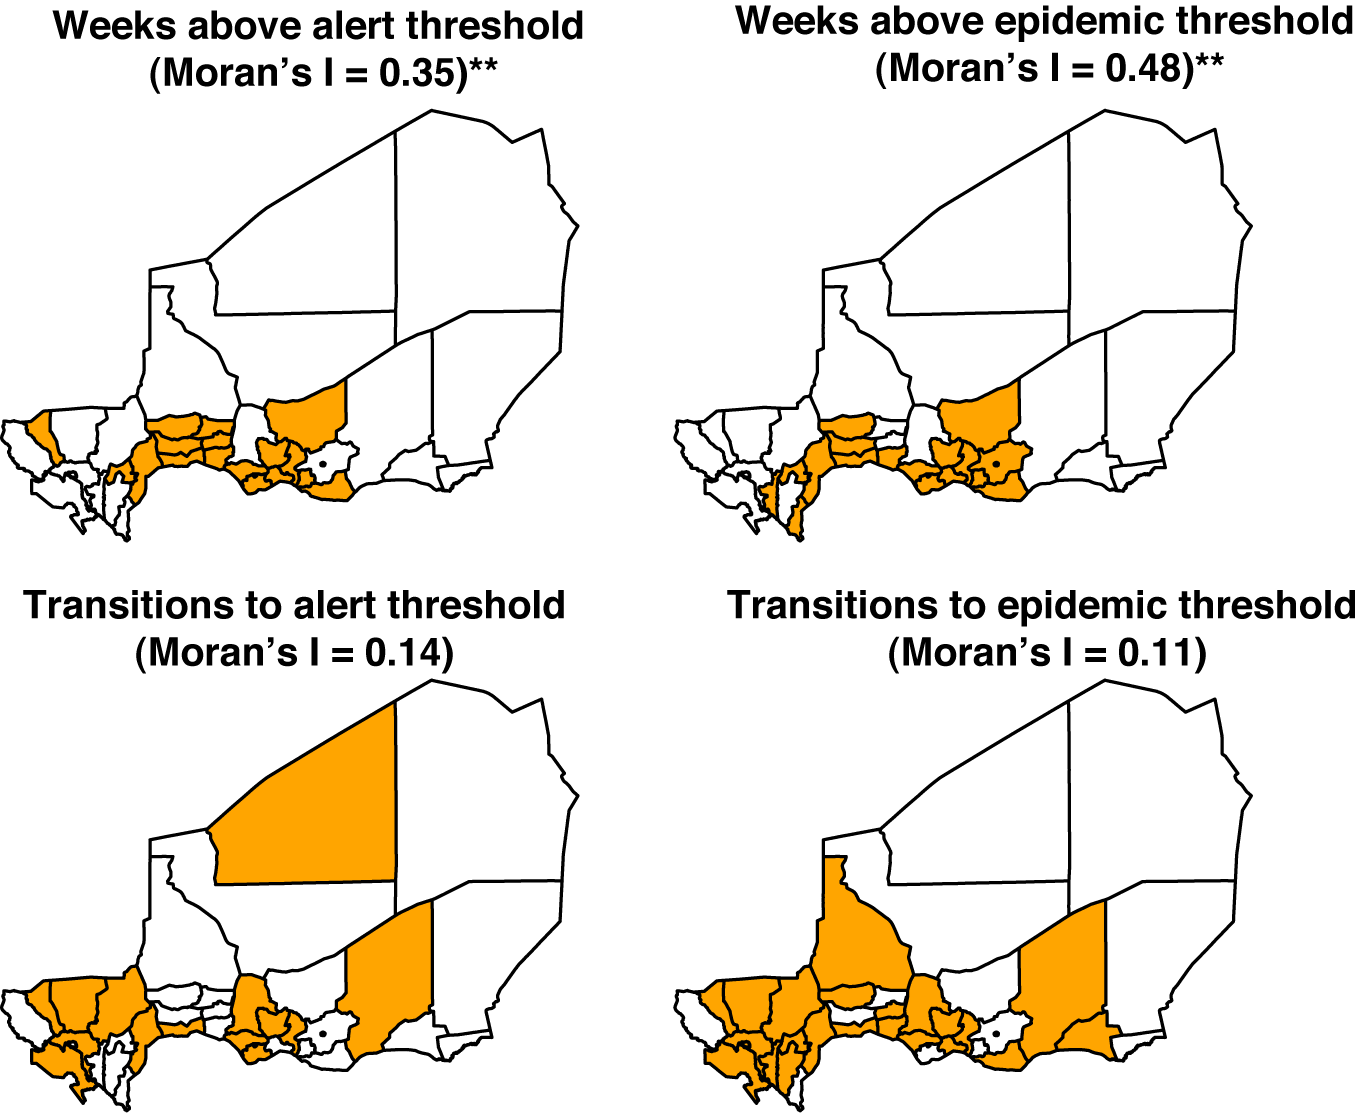 Weeks above alert threshold
(Moran’s I = 0.35)**
Weeks above epidemic threshold
(Moran’s I = 0.48)**
Transitions to alert threshold
(Moran’s I = 0.14)
Transitions to epidemic threshold
(Moran’s I = 0.11)